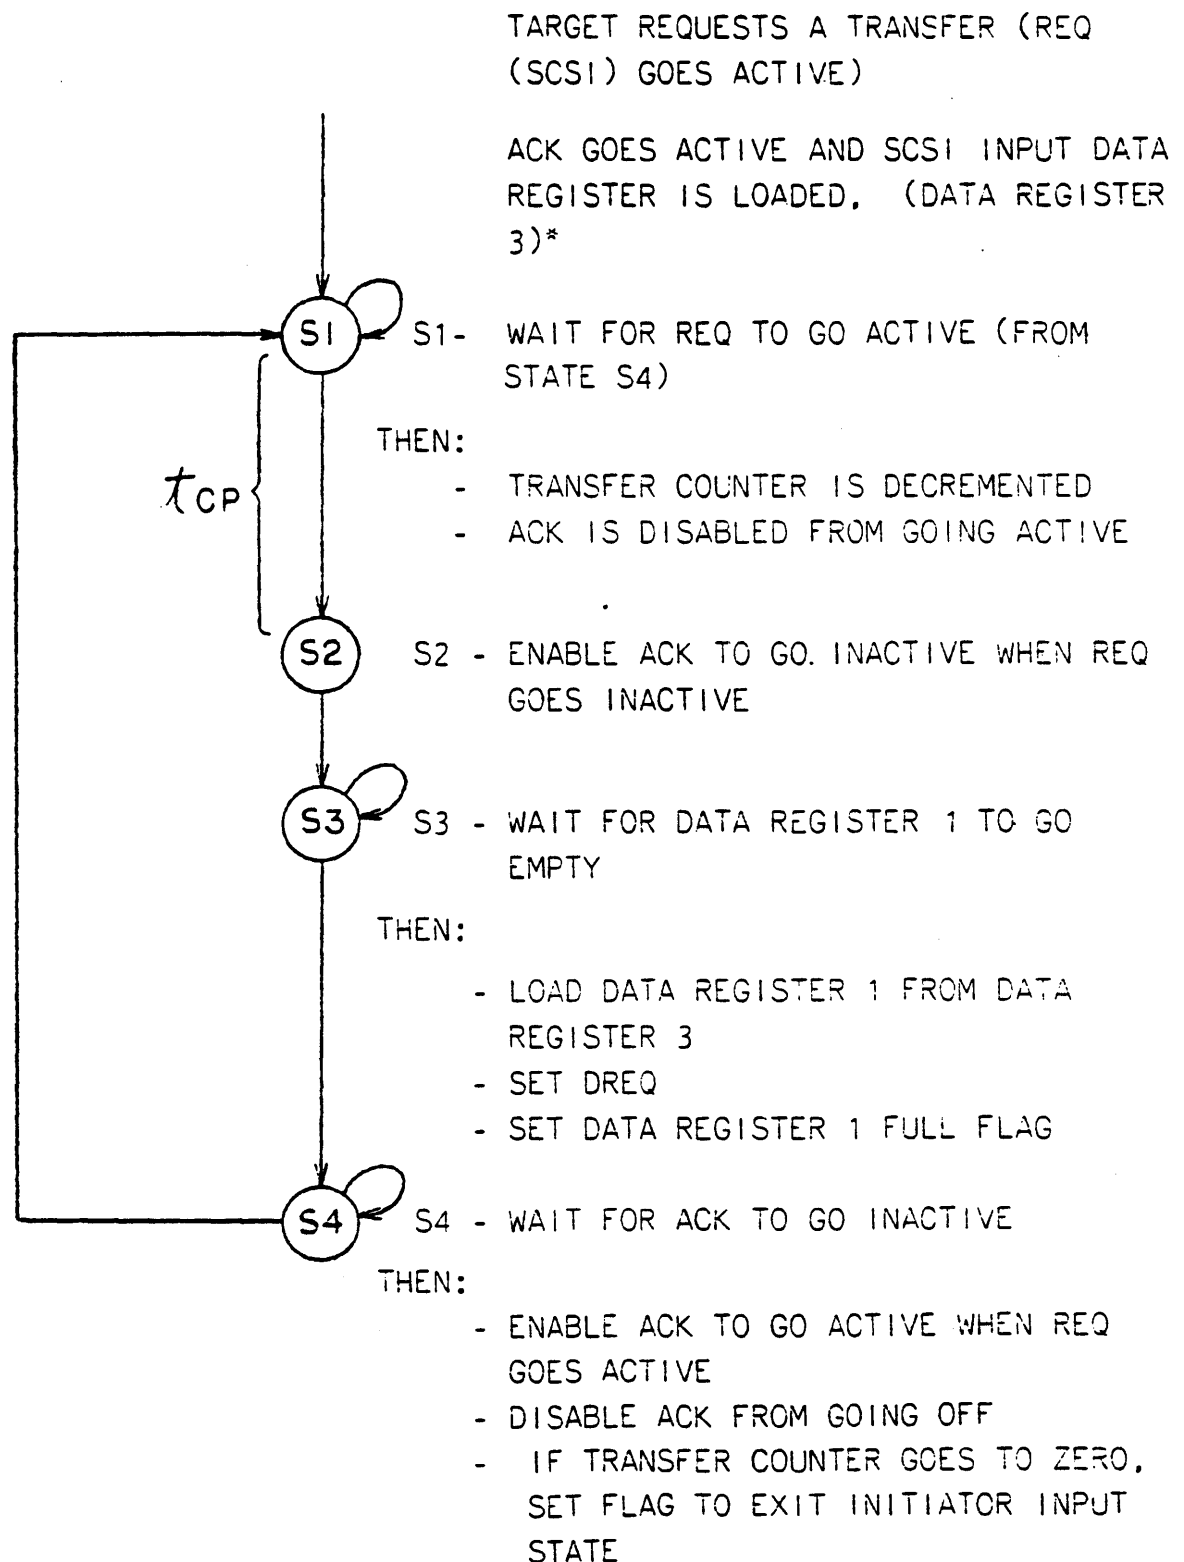 TARGET REQUESTS A TRANSFER (REQ
(SCSI) GOES ACTIVE)
ACK GOES ACTIVE AND SCSI INPUT DATA
REGISTER IS LOADED. (DATA REGISTER
3)*
S1
S1- WAIT FOR REQ TO GO ACTIVE (FROM
STATE S4)
THEN:
tCP
- TRANSFER COUNTER IS DECREMENTED
- ACK IS DISABLED FROM GOING ACTIVE
S2
S2 - ENABLE ACK TO GO. INACTIVE WHEN REQ
GOES INACTIVE
S3
S3 - WAIT FOR DATA REGISTER 1 TO GO
EMPTY
THEN:
- LOAD DATA REGISTER 1 FROM DATA
REGISTER 3
- SET DREQ
- SET DATA REGISTER 1 FULL FLAG
S4
S4 - WAIT FOR ACK TO GO INACTIVE
THEN:
- ENABLE ACK TO GO ACTIVE WHEN REQ
GOES ACTIVE
- DISABLE ACK FROM GOING OFF
- IF TRANSFER COUNTER GOES TO ZERO.
SET FLAG TO EXIT INITIATOR INPUT
STATE